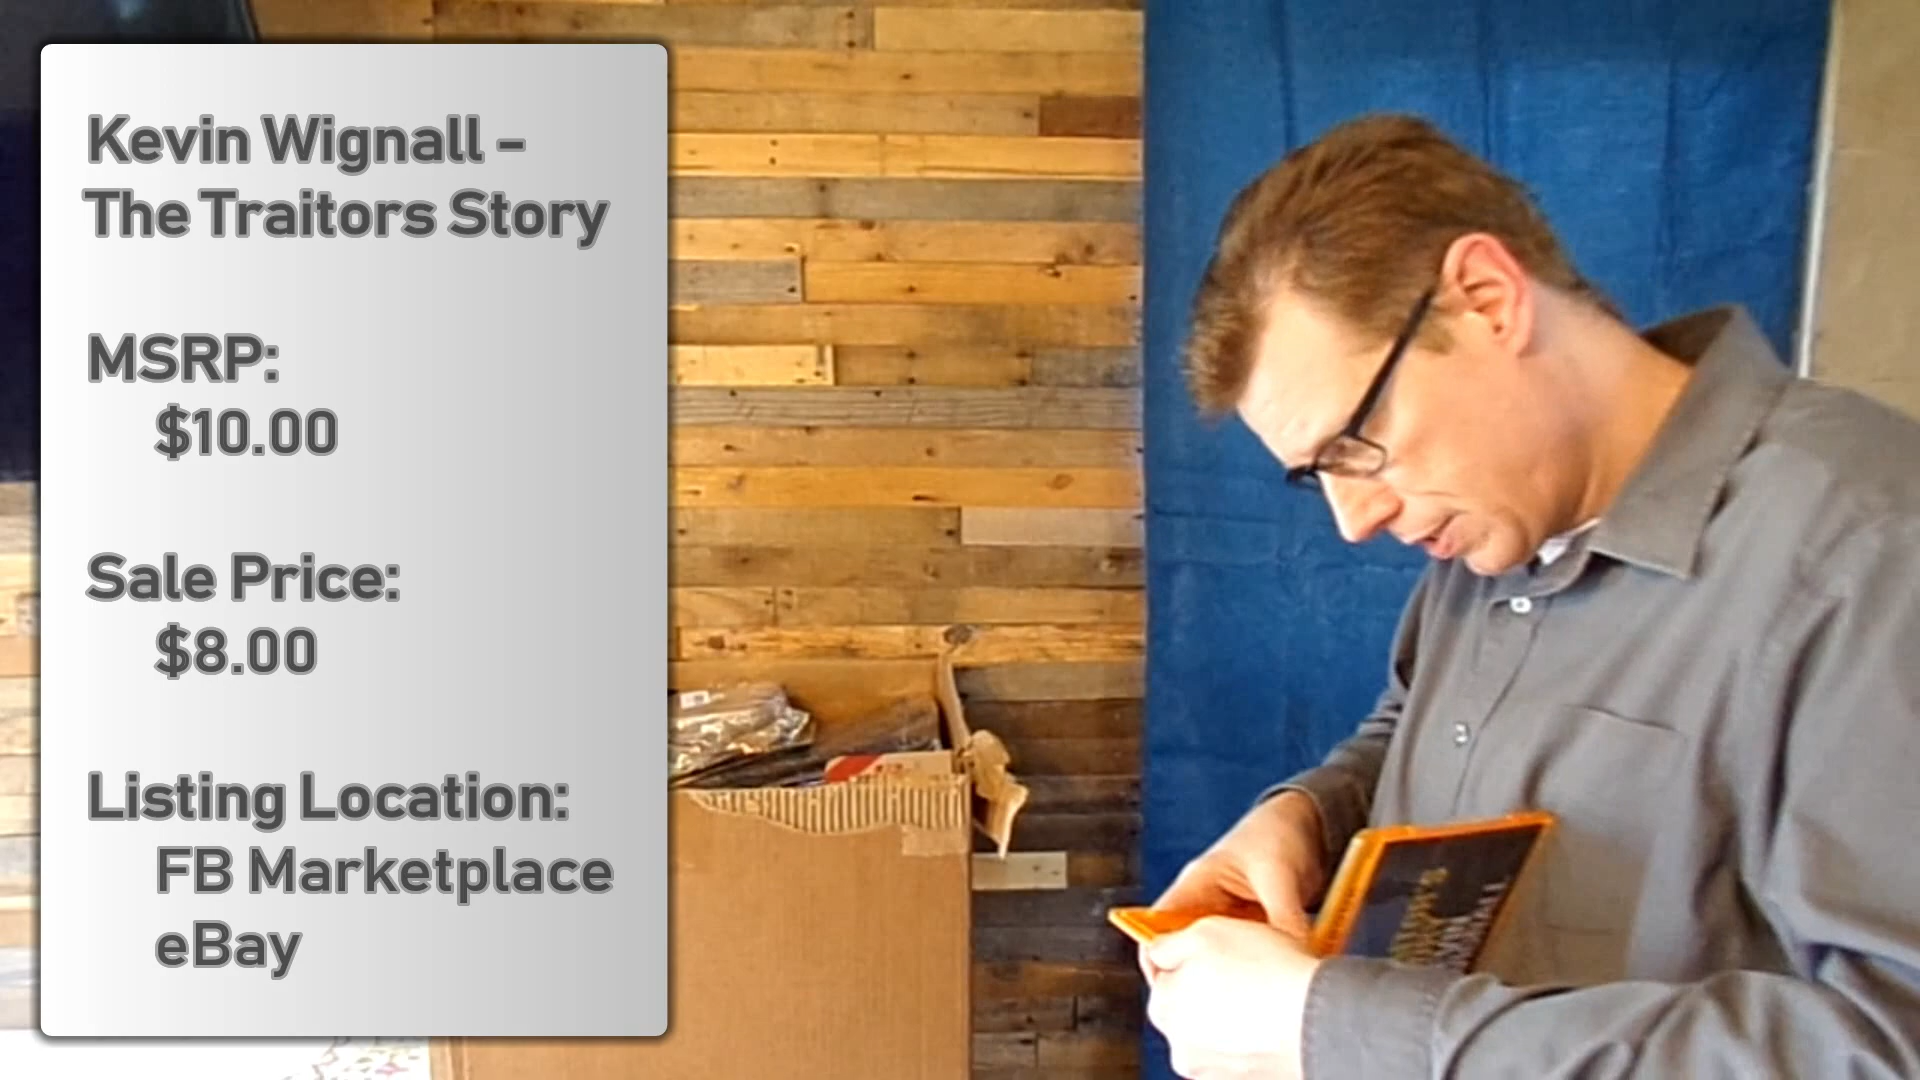 Kevin Wignall –
The Traitors Story
MSRP:
$10.00
Sale Price:
$8.00
Listing Location:
FB Marketplace
eBay